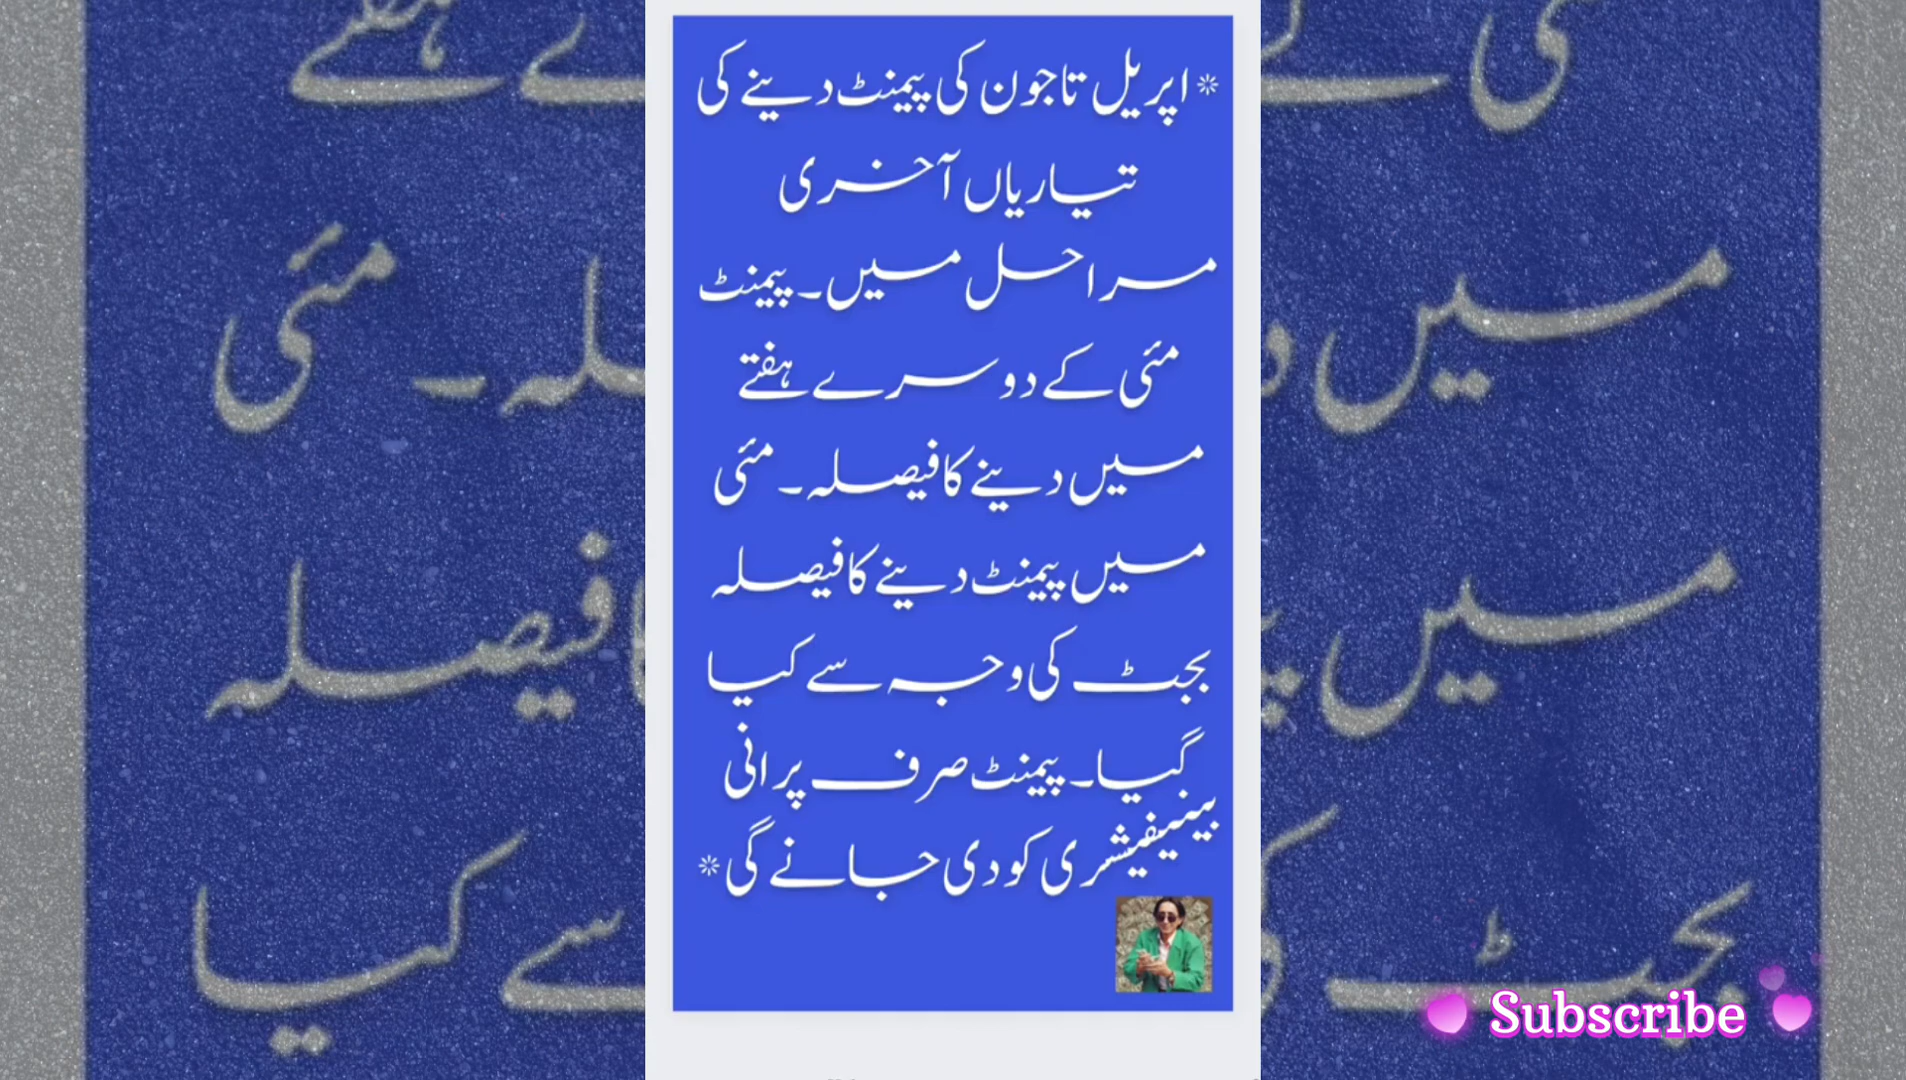 *اپریل تا جون کی پیمنٹ دینے کی
تیاریاں آخری
مراحل میں۔ پیمنٹ
مئی کے دوسرے ہفتے
میں دینے کا فیصلہ۔ مئی
میں پیمنٹ دینے کا فیصلہ
بجٹ کی وجہ سے کیا
گیا۔ پیمنٹ صرف پرانی
بینیفیشری کو دی جانے گی*
Subscribe